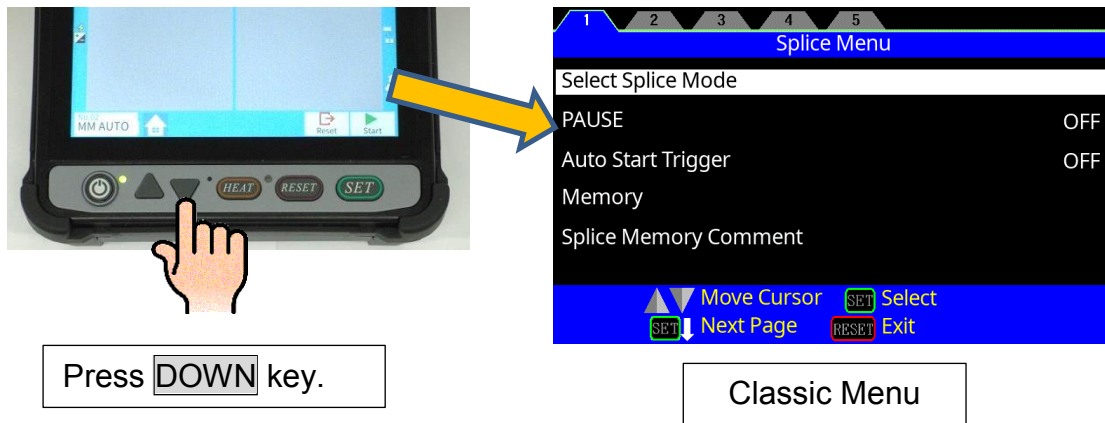 MM AUTO
Reset
Start
HEAT
RESET
SET
Press DOWN key.
1 2 3 4 5
Splice Menu
Select Splice Mode
PAUSE OFF
Auto Start Trigger OFF
Memory
Splice Memory Comment
Move Cursor SET Select
SET Next Page RESET Exit
Classic Menu